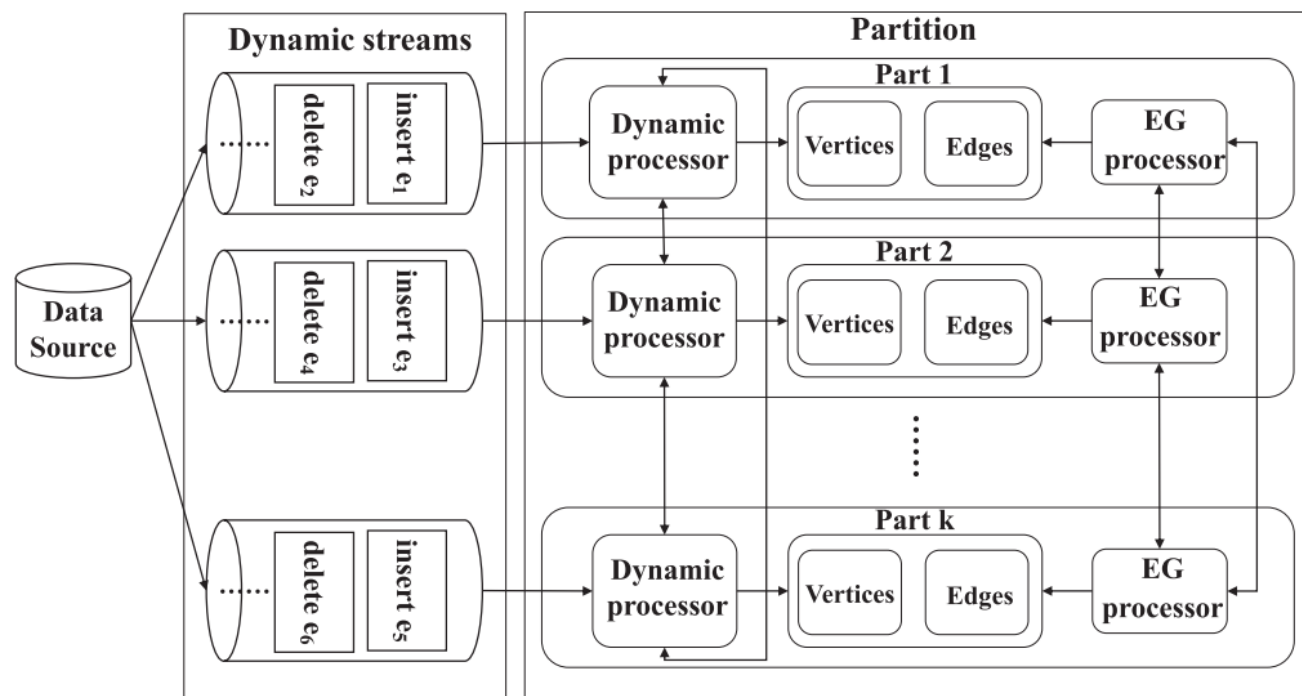 Dynamic streams
Partition
Data
Source
......
delete e₂
insert e₁
......
delete e₄
insert e₃
......
delete e₆
insert e₅
Part 1
Dynamic
processor
Vertices
Edges
EG
processor
Part 2
Dynamic
processor
Vertices
Edges
EG
processor
......
Part k
Dynamic
processor
Vertices
Edges
EG
processor